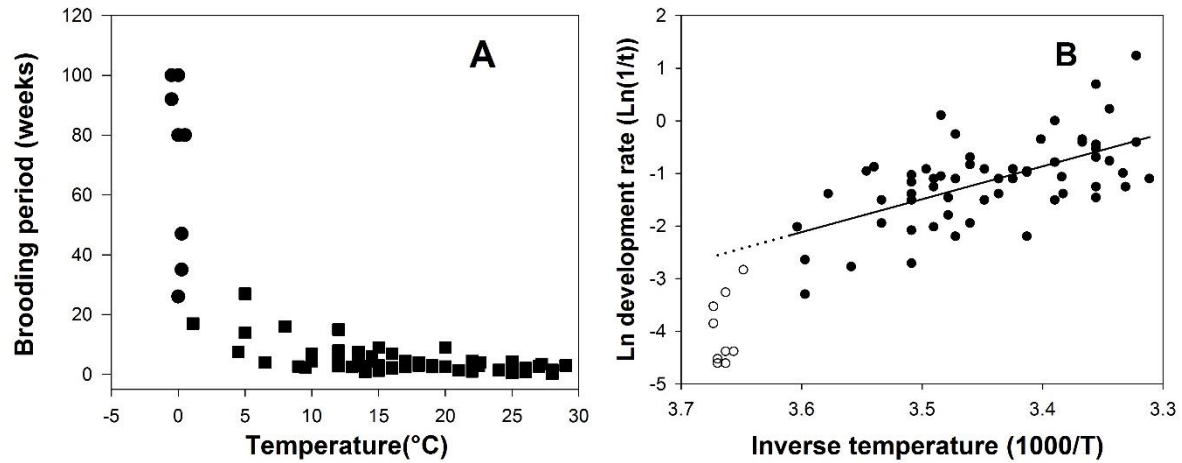 A
Brooding period (weeks)
120
100
80
60
40
20
0
-5 0 5 10 15 20 25 30
Temperature(°C)
B
Ln development rate (Ln(1/t))
2
1
0
-1
-2
-3
-4
-5
3.7 3.6 3.5 3.4 3.3
Inverse temperature (1000/T)